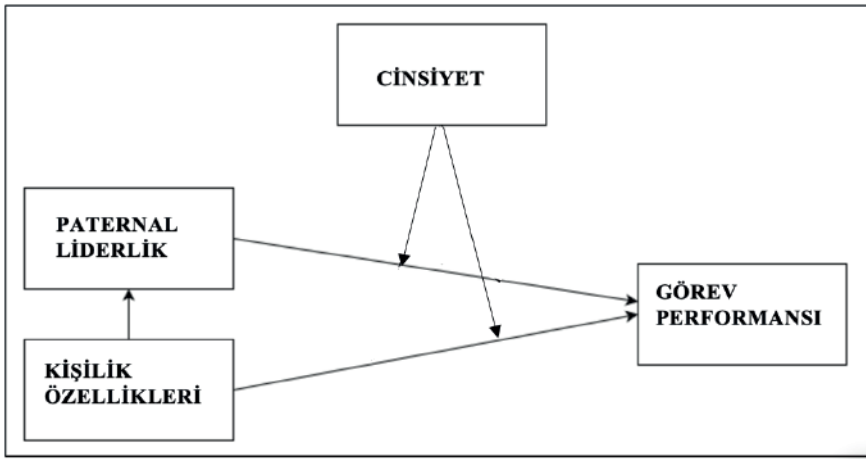 CİNSİYET
PATERNAL
LİDERLİK
GÖREV
PERFORMANSI
KİŞİLİK
ÖZELLİKLERİ